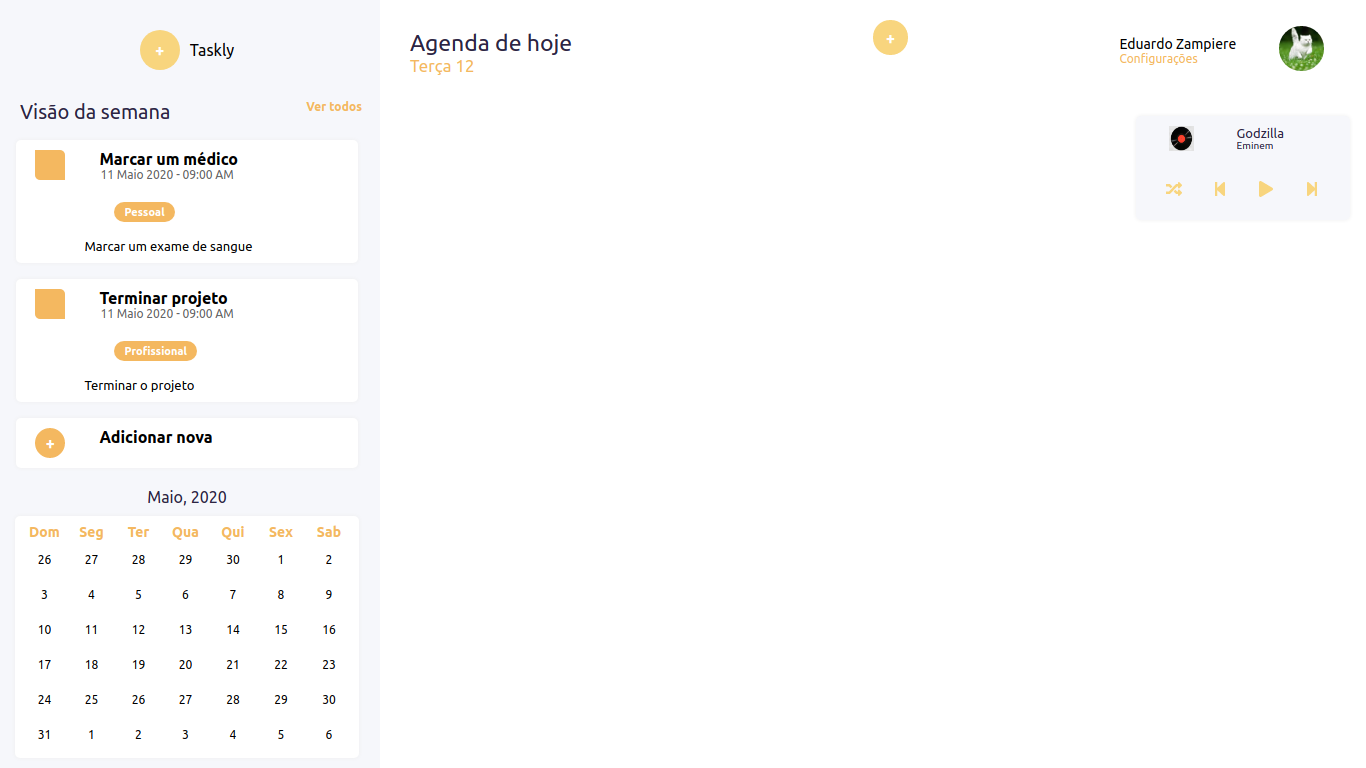 + Taskly
Visão da semana
Ver todos
Marcar um médico
11 Maio 2020 - 09:00 AM
Pessoal
Marcar um exame de sangue
Terminar projeto
11 Maio 2020 - 09:00 AM
Profissional
Terminar o projeto
+ Adicionar nova
Maio, 2020
Dom Seg Ter Qua Qui Sex Sab
26 27 28 29 30 1 2
3 4 5 6 7 8 9
10 11 12 13 14 15 16
17 18 19 20 21 22 23
24 25 26 27 28 29 30
31 1 2 3 4 5 6
Agenda de hoje
Terça 12
+
Eduardo Zampiere
Configurações
Godzilla
Eminem